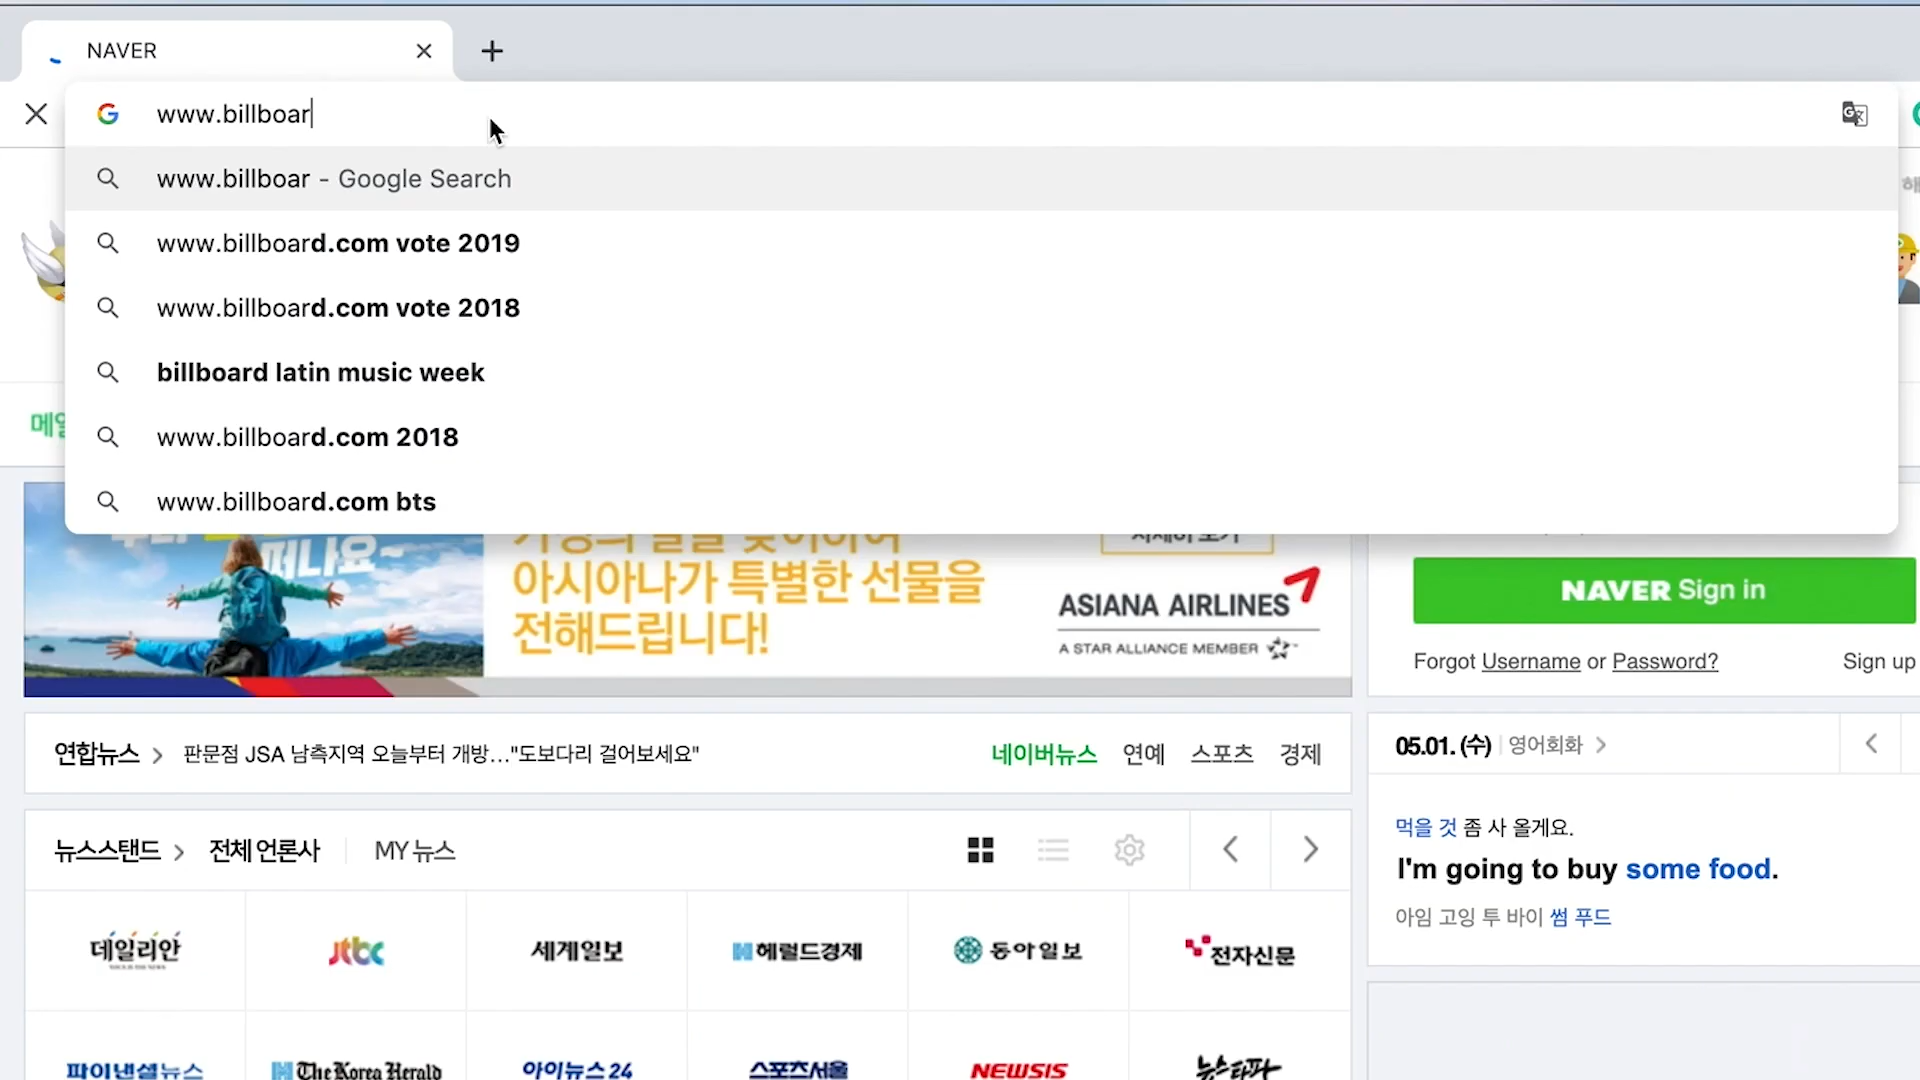 NAVER
www.billboar
www.billboar - Google Search
www.billboard.com vote 2019
www.billboard.com vote 2018
billboard latin music week
www.billboard.com 2018
www.billboard.com bts
떠나요~
아시아나가 특별한 선물을
전해드립니다!
ASIANA AIRLINES
A STAR ALLIANCE MEMBER
NAVER Sign in
Forgot Username or Password?
Sign up
연합뉴스 > 판문점 JSA 남측지역 오늘부터 개방..."도보다리 걸어보세요"
네이버뉴스 연예 스포츠 경제
05.01. (수) 영어회화 >
뉴스스탠드 > 전체 언론사 MY 뉴스
먹을 것 좀 사 올게요.
I'm going to buy some food.
아임 고잉 투 바이 썸 푸드
데일리안 jtbc 세계일보 헤럴드경제 동아일보 전자신문
파이낸셜뉴스 The Korea Herald 아이뉴스24 스포츠서울 NEWSIS 뉴스타파